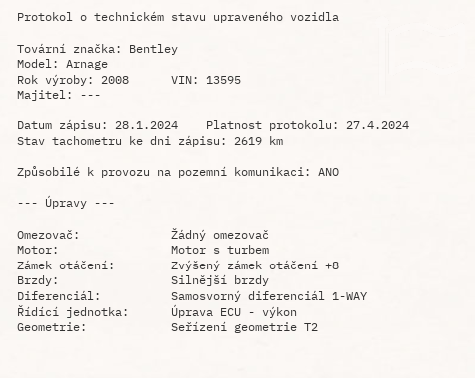 Protokol o technickém stavu upraveného vozidla
Tovární značka: Bentley
Model: Arnage
Rok výroby: 2008 VIN: 13595
Majitel: ---
Datum zápisu: 28.1.2024 Platnost protokolu: 27.4.2024
Stav tachometru ke dni zápisu: 2619 km
Způsobilé k provozu na pozemní komunikaci: ANO
--- Úpravy ---
Omezovač: Žádný omezovač
Motor: Motor s turbem
Zámek otáčení: Zvýšený zámek otáčení +8
Brzdy: Silnější brzdy
Diferenciál: Samosvorný diferenciál 1-WAY
Řídící jednotka: Úprava ECU - výkon
Geometrie: Seřízení geometrie T2